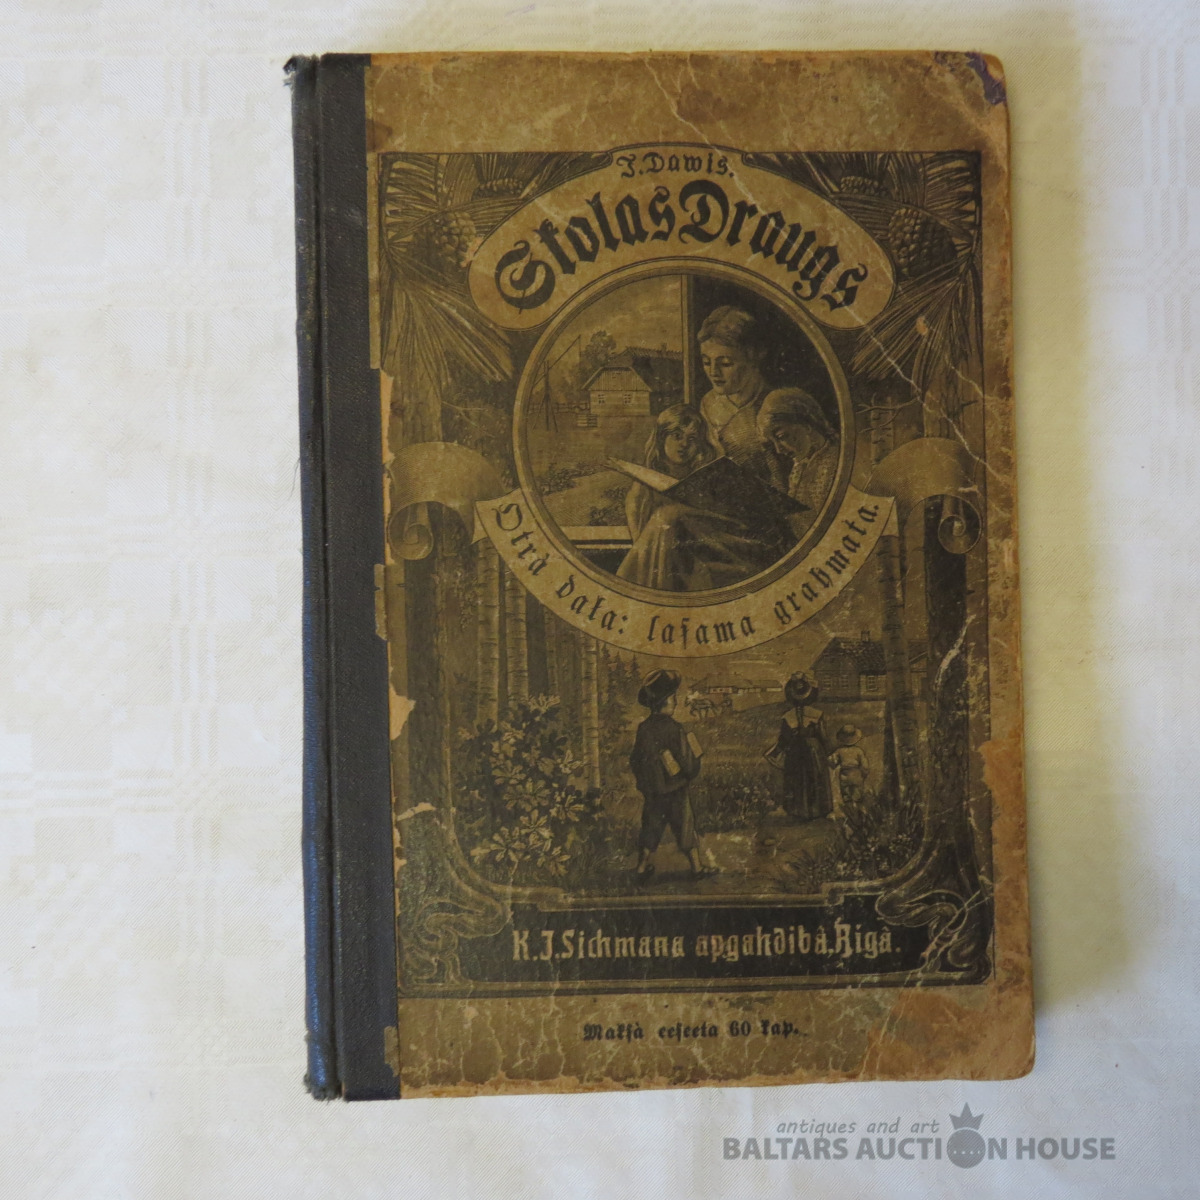 J. Dawis.
Skolas Draugs
Otrà daļa: laſama grahmata.
K. J. Sichmana apgahdibâ, Rigâ.
Makſà eeſeeta 60 kap.
antiques and art
BALTARS AUCTION HOUSE